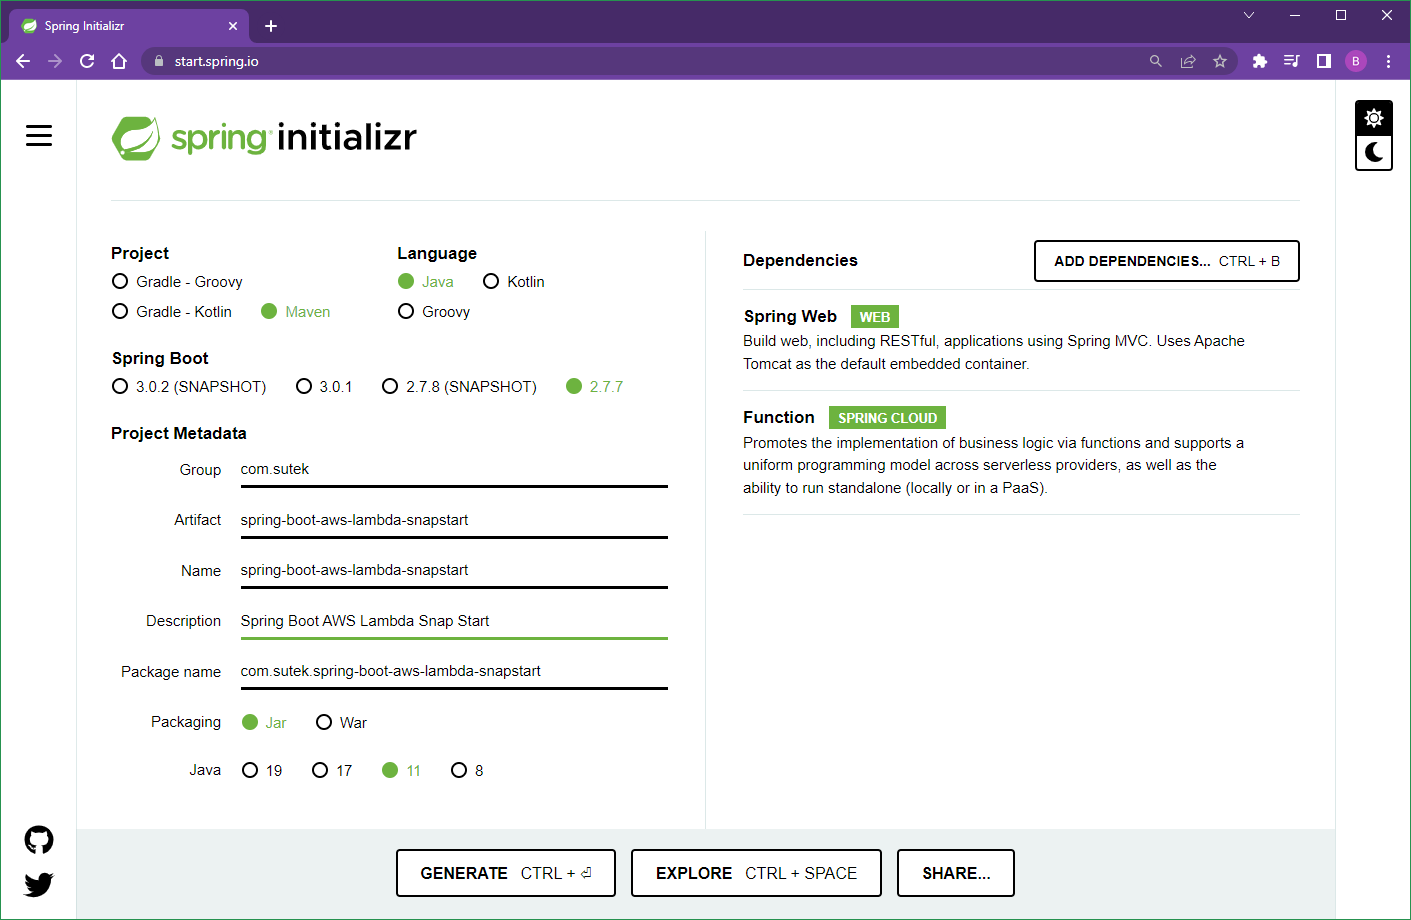 Spring Initializr
start.spring.io
B
spring initializr
Project
Gradle - Groovy
Gradle - Kotlin Maven
Language
Java Kotlin
Groovy
Spring Boot
3.0.2 (SNAPSHOT) 3.0.1 2.7.8 (SNAPSHOT) 2.7.7
Project Metadata
Group com.sutek
Artifact spring-boot-aws-lambda-snapstart
Name spring-boot-aws-lambda-snapstart
Description Spring Boot AWS Lambda Snap Start
Package name com.sutek.spring-boot-aws-lambda-snapstart
Packaging Jar War
Java 19 17 11 8
Dependencies ADD DEPENDENCIES... CTRL + B
Spring Web WEB
Build web, including RESTful, applications using Spring MVC. Uses Apache
Tomcat as the default embedded container.
Function SPRING CLOUD
Promotes the implementation of business logic via functions and supports a
uniform programming model across serverless providers, as well as the
ability to run standalone (locally or in a PaaS).
GENERATE CTRL + ⏎ EXPLORE CTRL + SPACE SHARE...